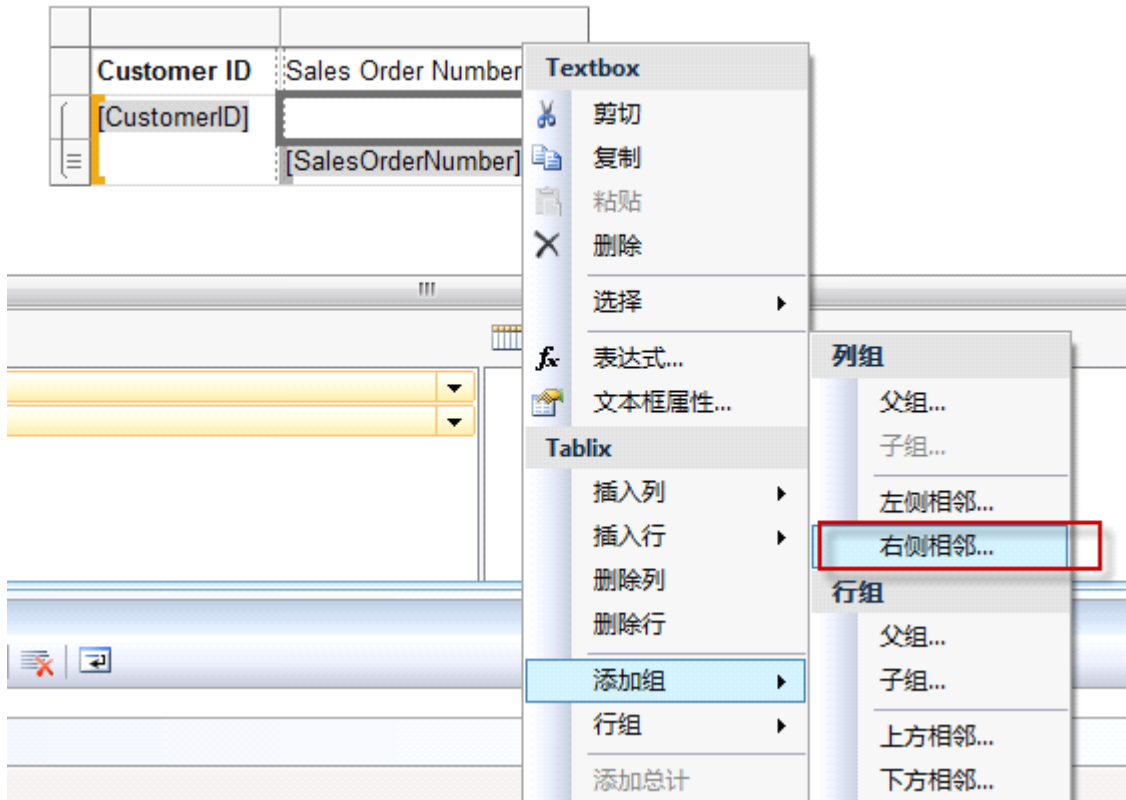 Customer ID Sales Order Number
[CustomerID]
[SalesOrderNumber]
Textbox
剪切
复制
粘贴
删除
选择
fx 表达式...
文本框属性...
Tablix
插入列
插入行
删除列
删除行
添加组
行组
添加总计
列组
父组...
子组...
左侧相邻...
右侧相邻...
行组
父组...
子组...
上方相邻...
下方相邻...